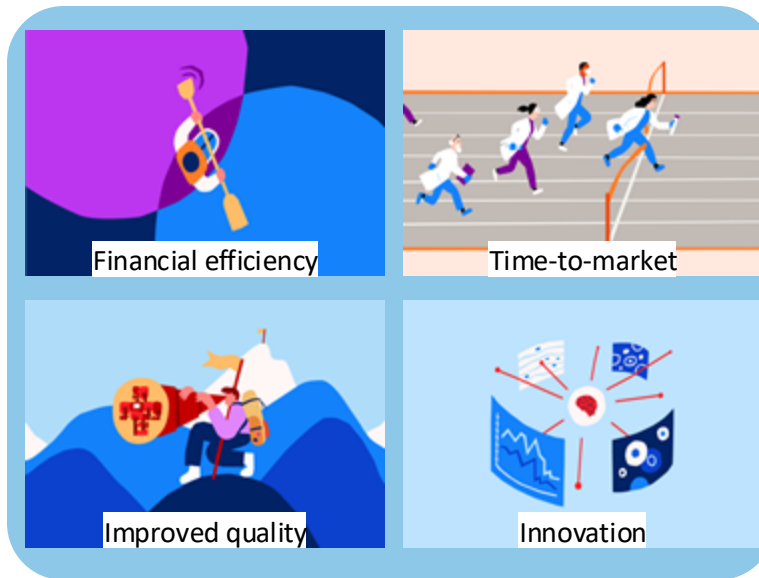 Financial efficiency
Time-to-market
Improved quality
Innovation